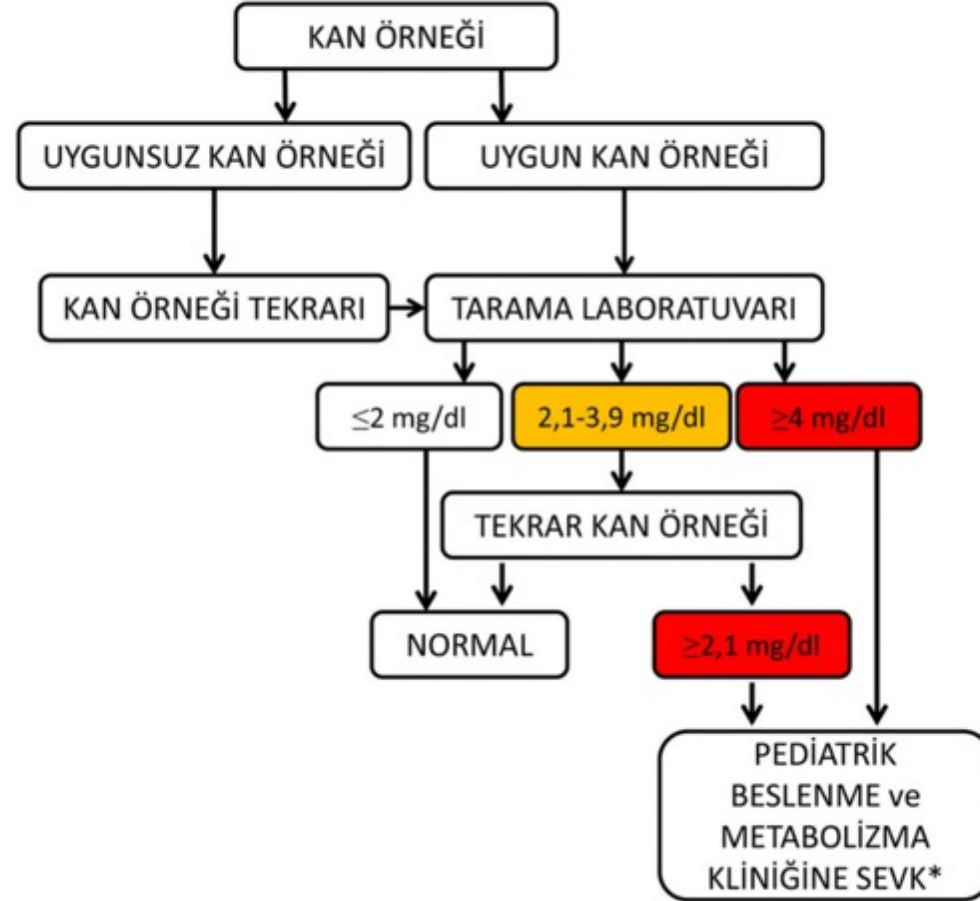 KAN ÖRNEĞİ
UYGUNSUZ KAN ÖRNEĞİ
UYGUN KAN ÖRNEĞİ
KAN ÖRNEĞİ TEKRARI
TARAMA LABORATUVARI
≤2 mg/dl
2,1-3,9 mg/dl
≥4 mg/dl
TEKRAR KAN ÖRNEĞİ
NORMAL
≥2,1 mg/dl
PEDİATRİK
BESLENME ve
METABOLİZMA
KLİNİĞİNE SEVK*